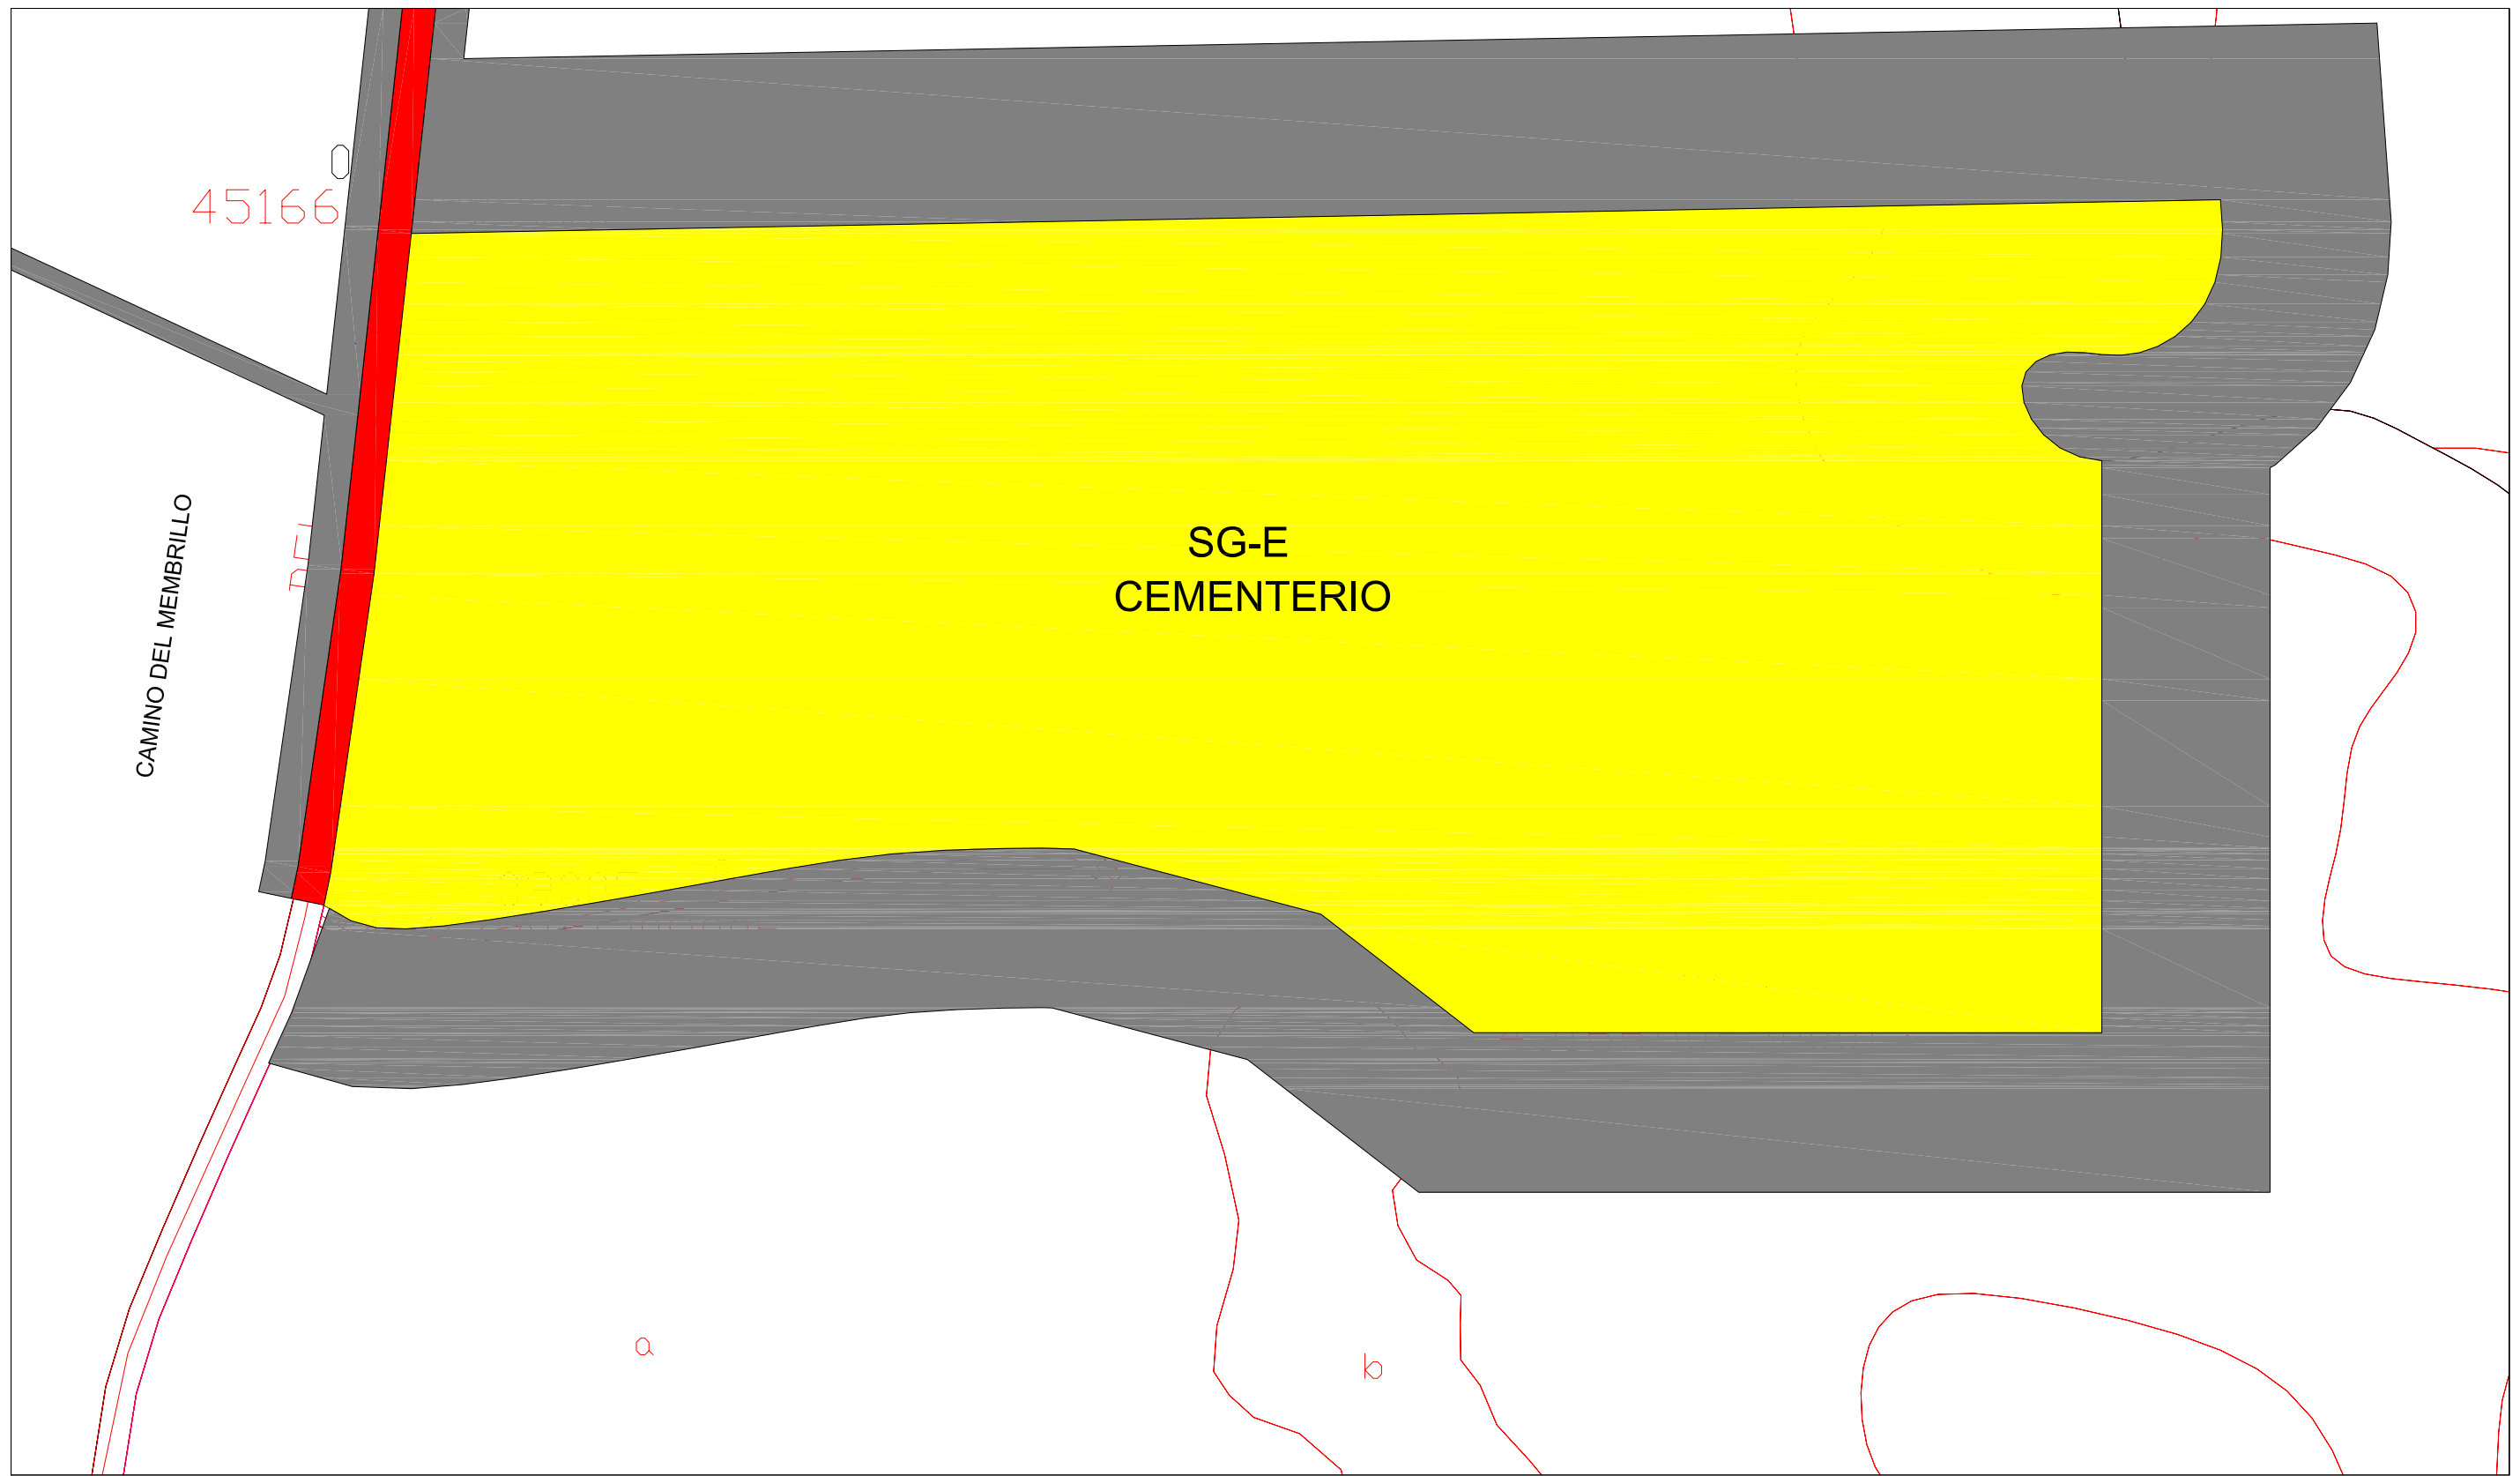 O
45166
CAMINO DEL MEMBRILLO
SG-E
CEMENTERIO
a
b